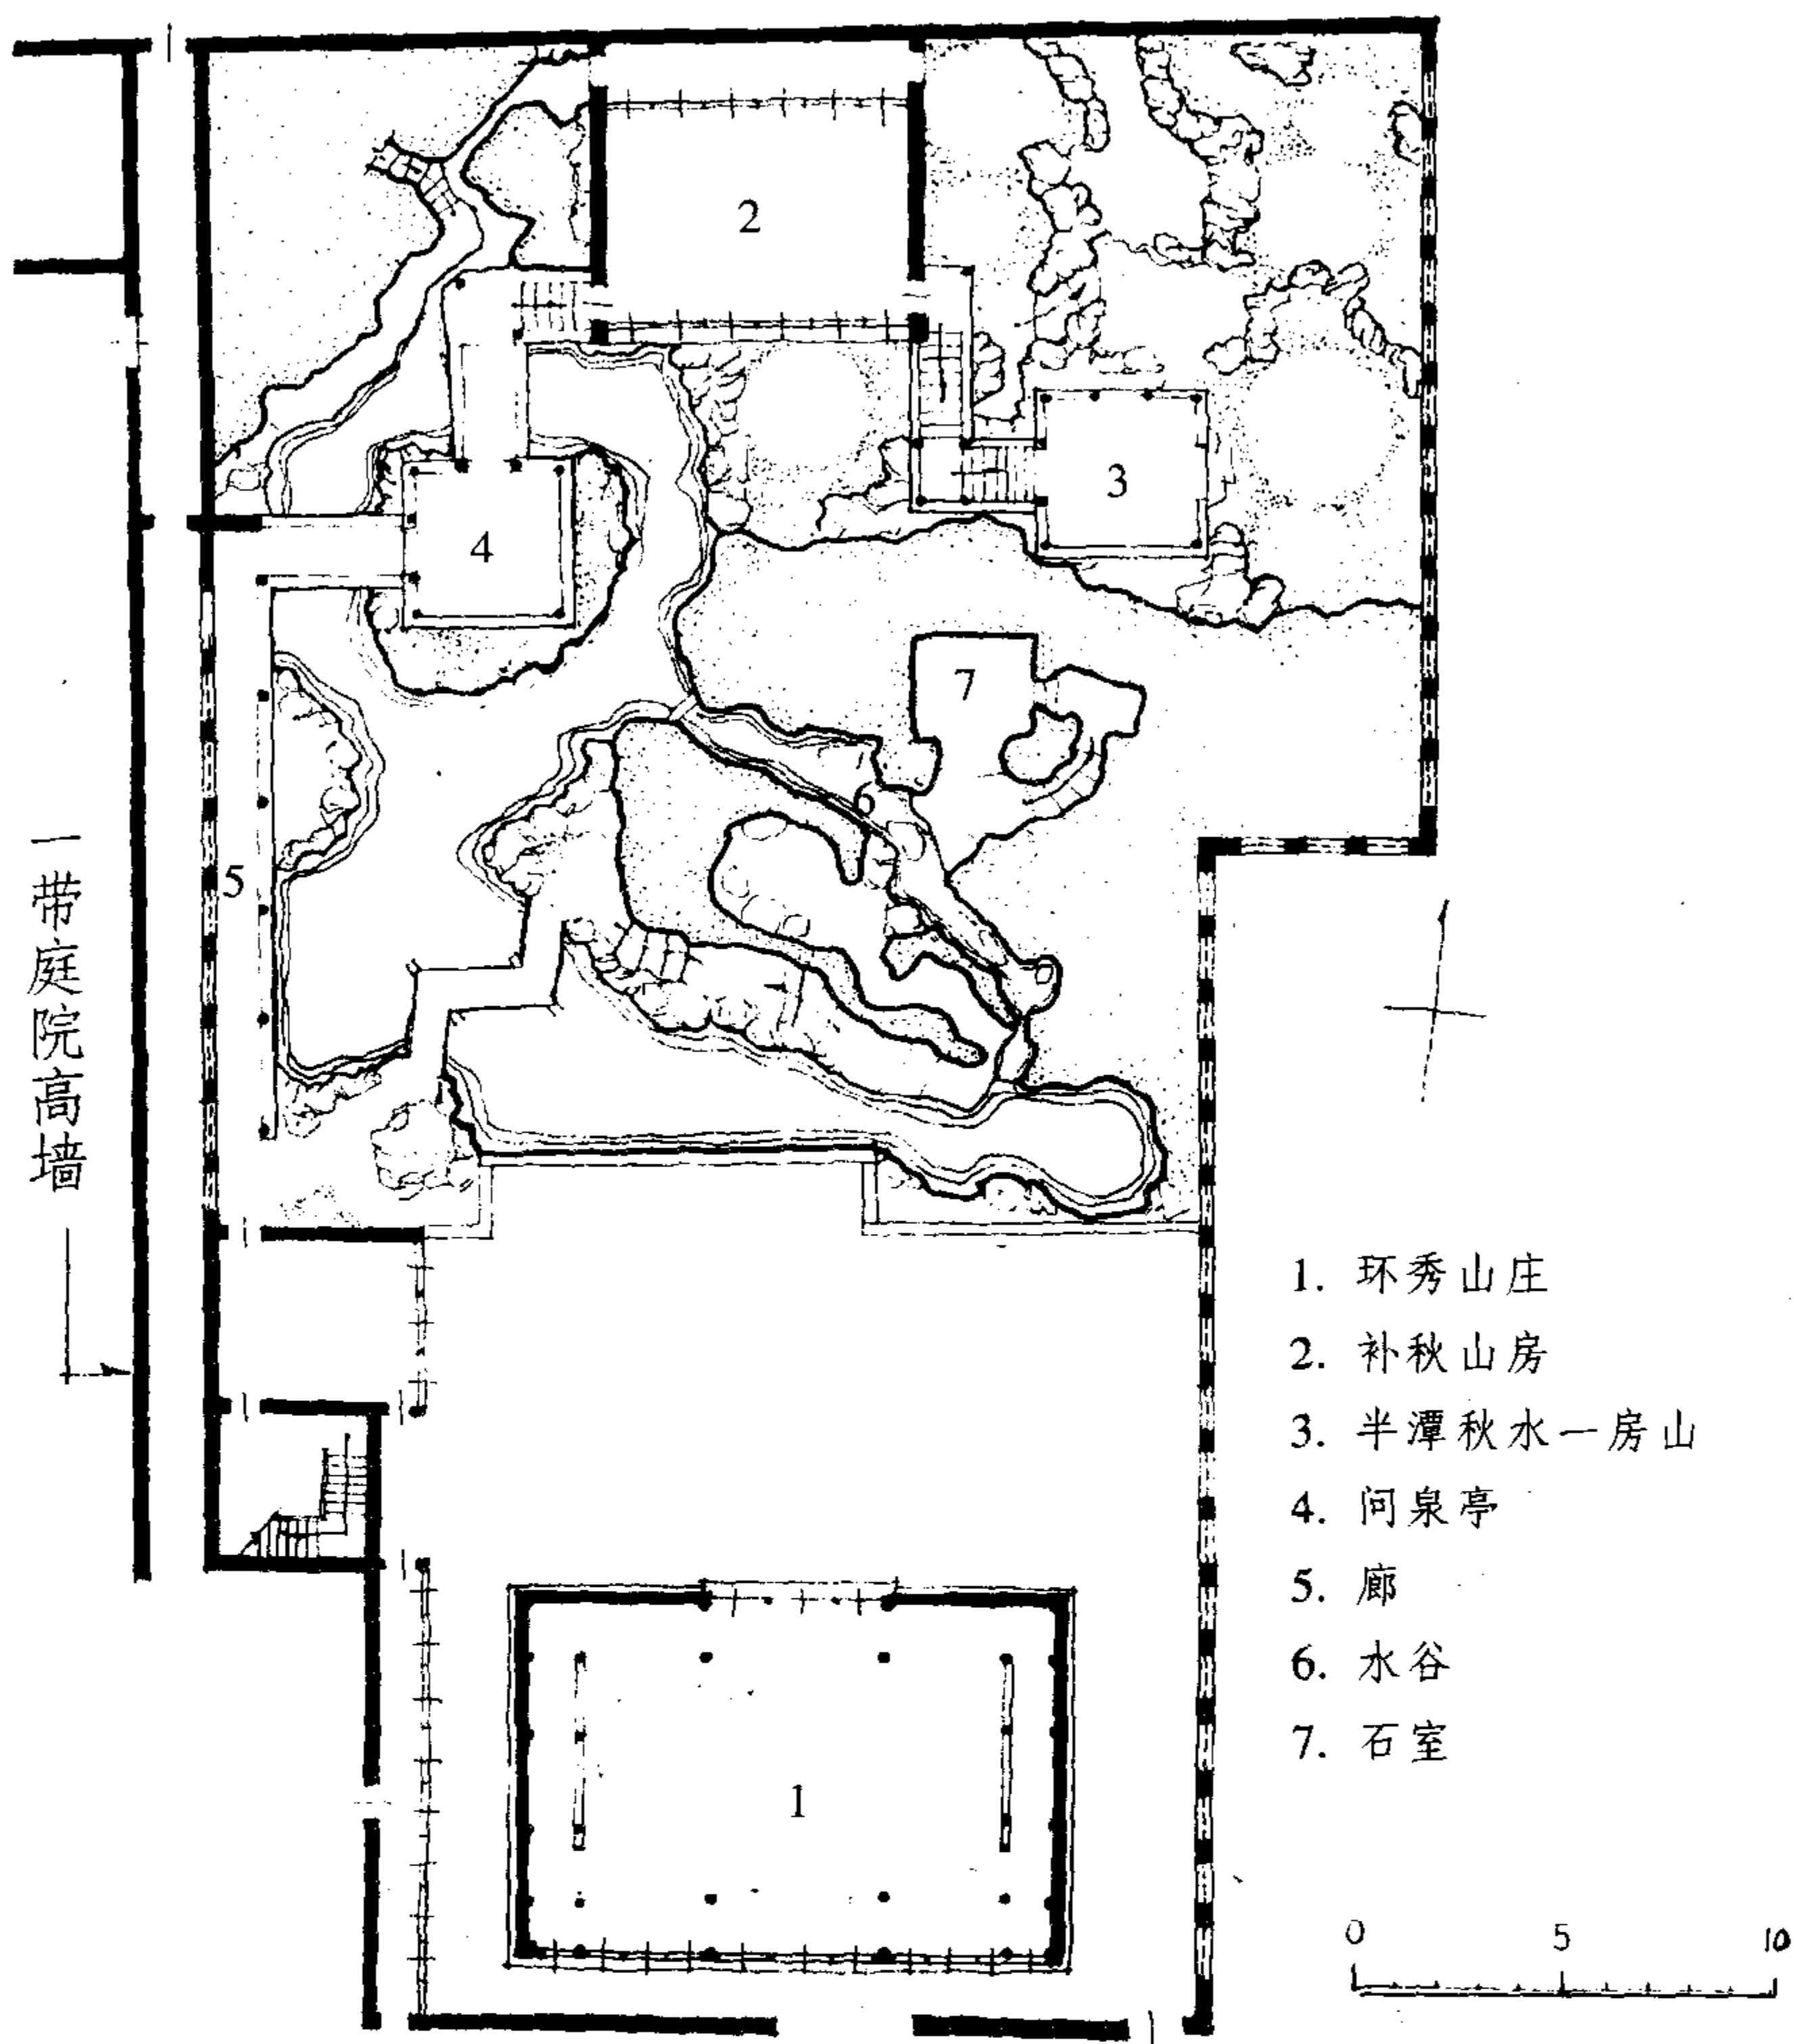 2
3
4
7
6
5
一带庭院高墙
1
1. 环秀山庄
2. 补秋山房
3. 半潭秋水一房山
4. 问泉亭
5. 廊
6. 水谷
7. 石室
0 5 10